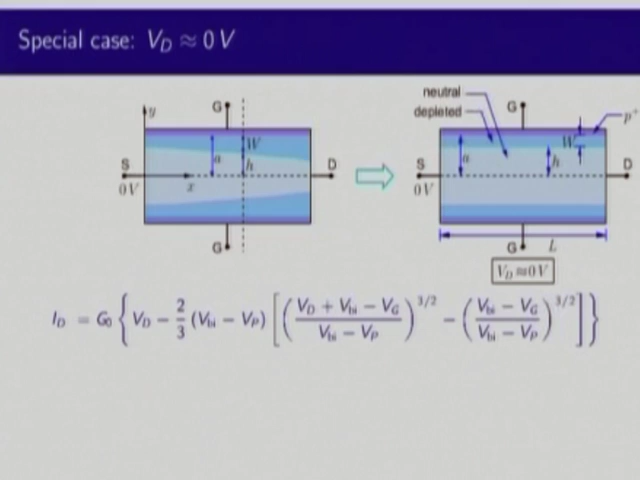 Special case: V_D ≈ 0 V
y G W a h S 0 V x D G
neutral
depleted
G p⁺ W a h S 0 V D G L
V_D ≈ 0 V
I_D = G_0 { V_D − 2/3 (V_bi − V_P) [ ( (V_D + V_bi − V_G) / (V_bi − V_P) )^{3/2} − ( (V_bi − V_G) / (V_bi − V_P) )^{3/2} ] }